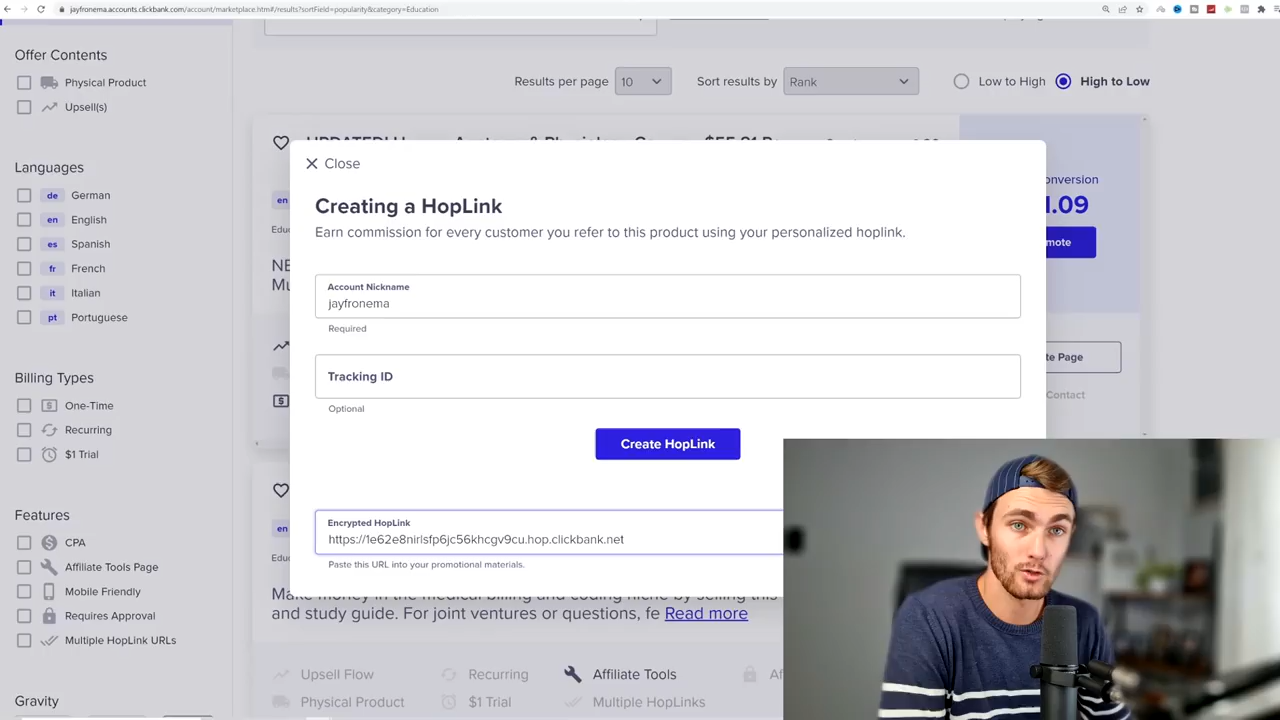 jayfronema.accounts.clickbank.com/account/marketplace.htm#/results?sortField=popularity&category=Education
Offer Contents
Physical Product
Upsell(s)
Languages
de German
en English
es Spanish
fr French
it Italian
pt Portuguese
Billing Types
One-Time
Recurring
$1 Trial
Features
CPA
Affiliate Tools Page
Mobile Friendly
Requires Approval
Multiple HopLink URLs
Gravity
Results per page 10 Sort results by Rank Low to High High to Low
en
Close
Creating a HopLink
Earn commission for every customer you refer to this product using your personalized hoplink.
Account Nickname
jayfronema
Required
Tracking ID
Optional
Create HopLink
Encrypted HopLink
https://1e62e8nirlsfp6jc56khcgv9cu.hop.clickbank.net
Paste this URL into your promotional materials.
onversion
1.09
mote
te Page
Contact
en
Make money in the medical billing and coding niche by selling this
and study guide. For joint ventures or questions, fe Read more
Upsell Flow Recurring Affiliate Tools Af
Physical Product $1 Trial Multiple HopLinks